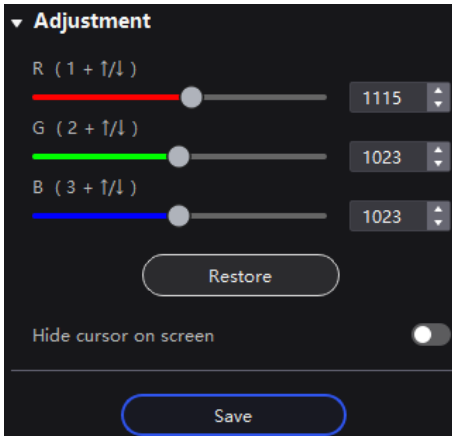 Adjustment
R ( 1 + ↑/↓ )
1115
G ( 2 + ↑/↓ )
1023
B ( 3 + ↑/↓ )
1023
Restore
Hide cursor on screen
Save